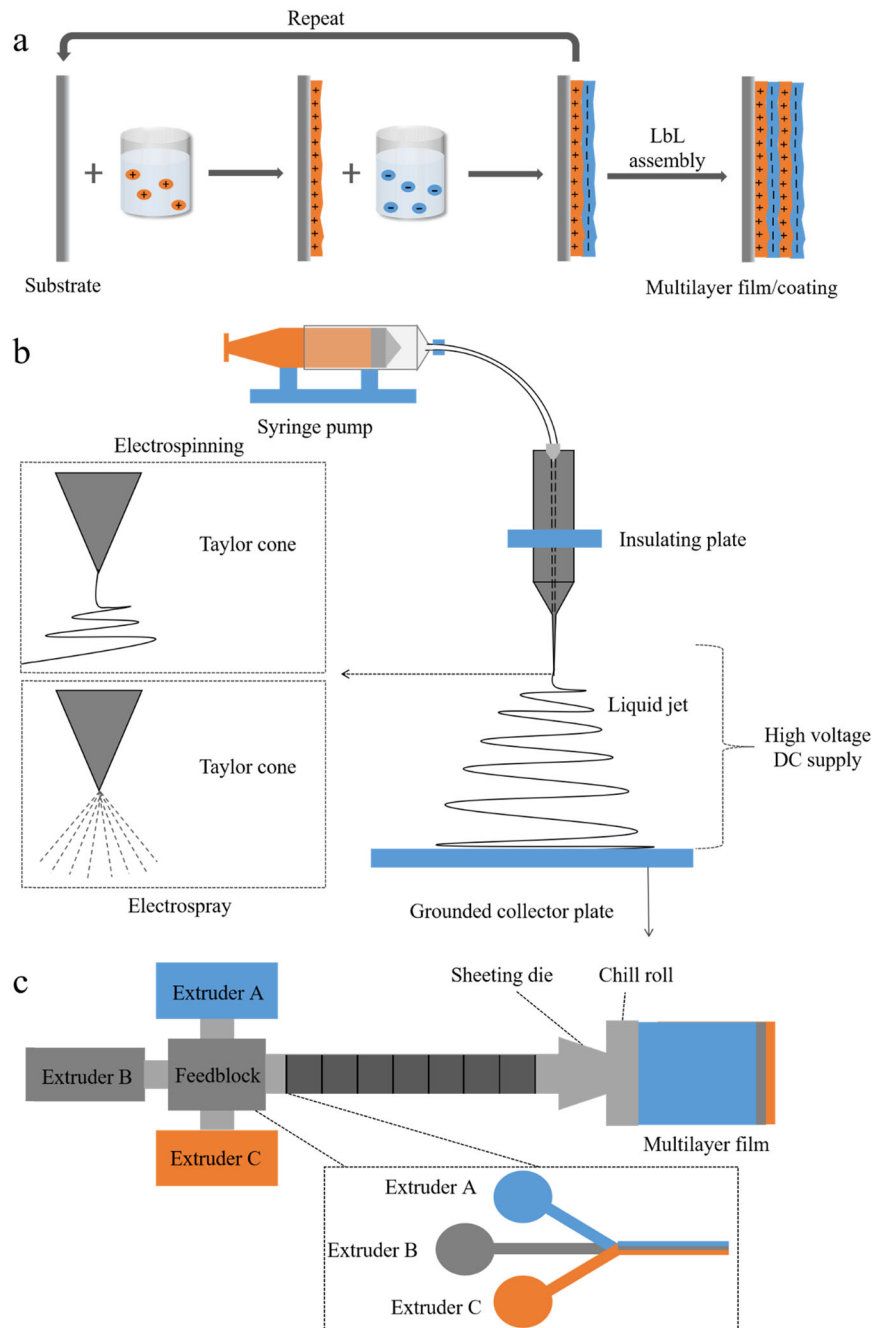 a
Repeat
+
+
LbL
assembly
Substrate
Multilayer film/coating
b
Syringe pump
Electrospinning
Taylor cone
Insulating plate
Liquid jet
High voltage
DC supply
Taylor cone
Electrospray
Grounded collector plate
c
Sheeting die
Chill roll
Extruder A
Extruder B
Feedblock
Extruder C
Multilayer film
Extruder A
Extruder B
Extruder C